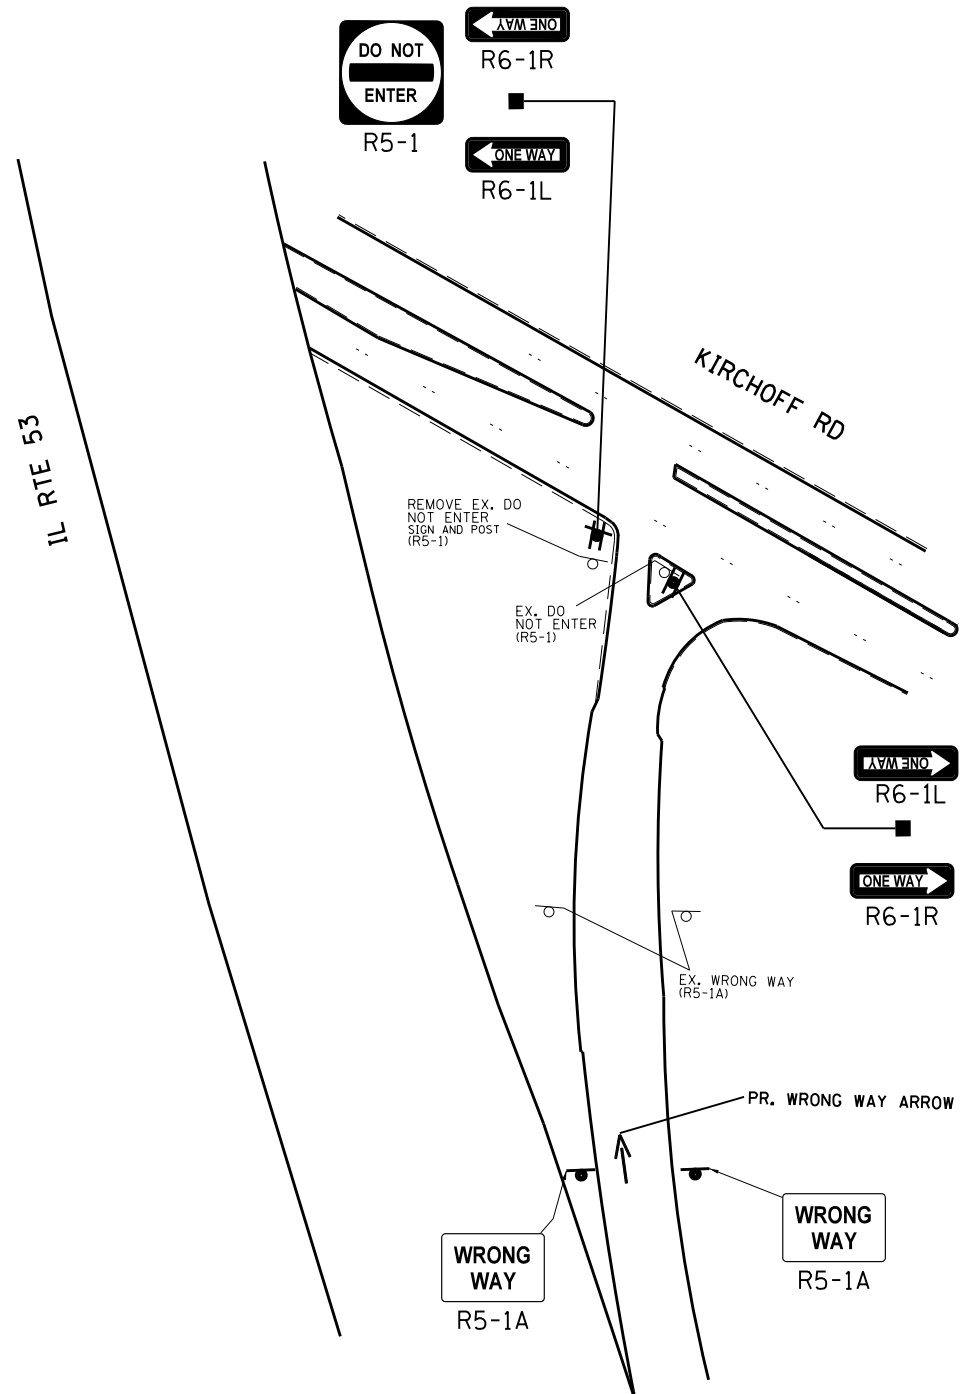 DO NOT
ENTER
R5-1
ONE WAY
R6-1R
ONE WAY
R6-1L
KIRCHOFF RD
IL RTE 53
REMOVE EX. DO
NOT ENTER
SIGN AND POST
(R5-1)
EX. DO
NOT ENTER
(R5-1)
ONE WAY
R6-1L
ONE WAY
R6-1R
EX. WRONG WAY
(R5-1A)
PR. WRONG WAY ARROW
WRONG
WAY
R5-1A
WRONG
WAY
R5-1A